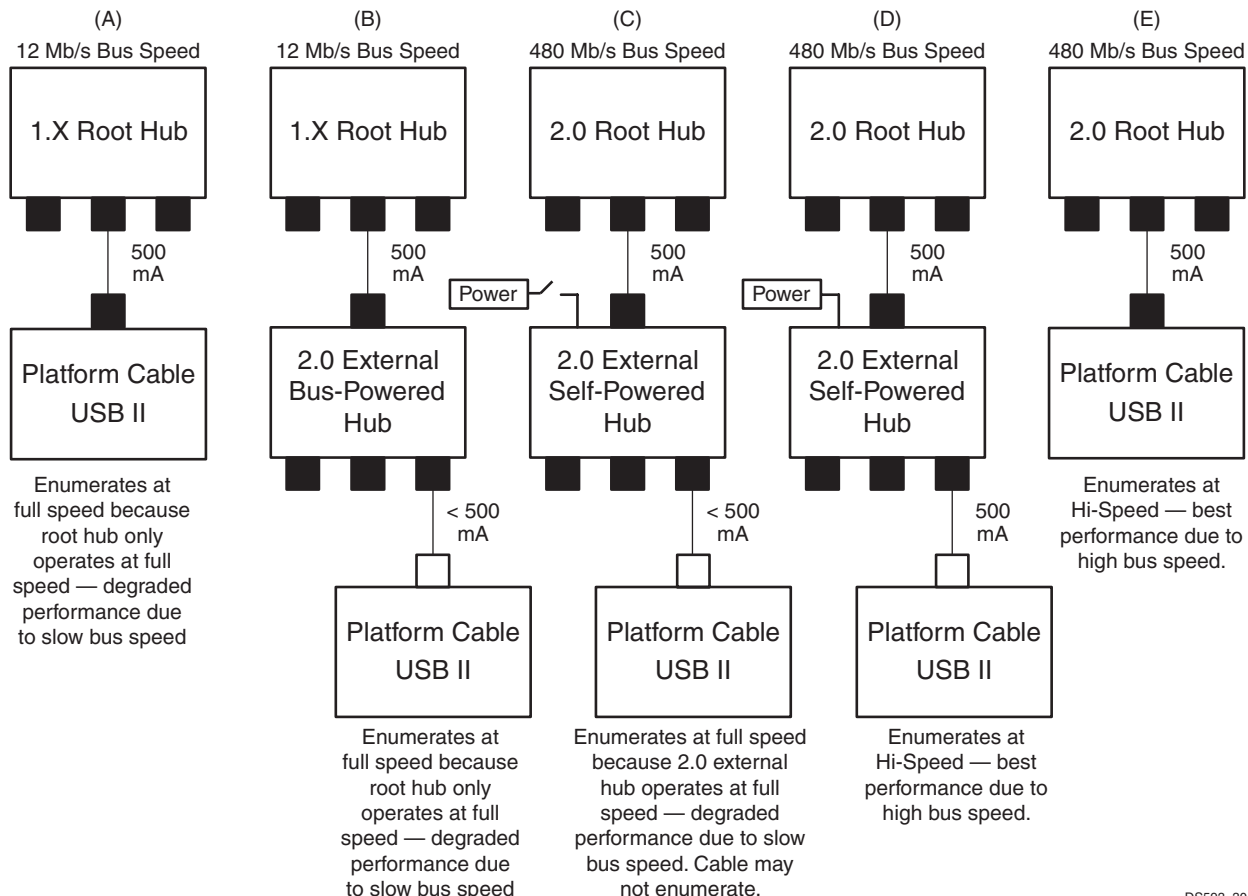 (A)
12 Mb/s Bus Speed
1.X Root Hub
500
mA
Platform Cable
USB II
Enumerates at
full speed because
root hub only
operates at full
speed — degraded
performance due
to slow bus speed
(B)
12 Mb/s Bus Speed
1.X Root Hub
500
mA
2.0 External
Bus-Powered
Hub
< 500
mA
Platform Cable
USB II
Enumerates at
full speed because
root hub only
operates at full
speed — degraded
performance due
to slow bus speed
(C)
480 Mb/s Bus Speed
2.0 Root Hub
500
mA
Power
2.0 External
Self-Powered
Hub
< 500
mA
Platform Cable
USB II
Enumerates at full speed
because 2.0 external
hub operates at full
speed — degraded
performance due to slow
bus speed. Cable may
not enumerate.
(D)
480 Mb/s Bus Speed
2.0 Root Hub
500
mA
Power
2.0 External
Self-Powered
Hub
500
mA
Platform Cable
USB II
Enumerates at
Hi-Speed — best
performance due to
high bus speed.
(E)
480 Mb/s Bus Speed
2.0 Root Hub
500
mA
Platform Cable
USB II
Enumerates at
Hi-Speed — best
performance due to
high bus speed.